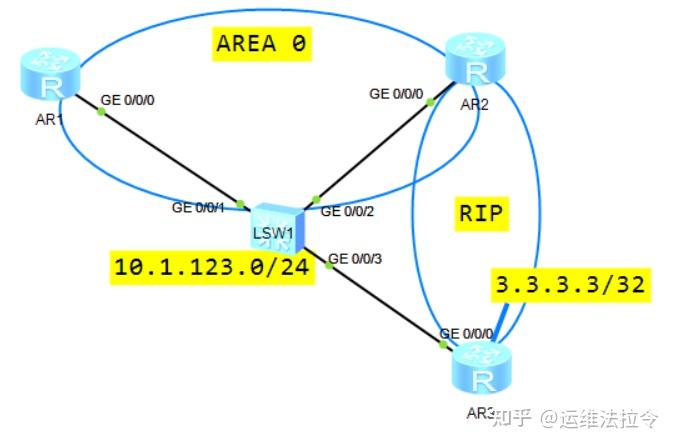 AREA 0
R
AR1
GE 0/0/0
GE 0/0/0
R
AR2
GE 0/0/1
GE 0/0/2
LSW1
RIP
10.1.123.0/24
GE 0/0/3
3.3.3.3/32
GE 0/0/0
R
AR3
知乎 @运维法拉令